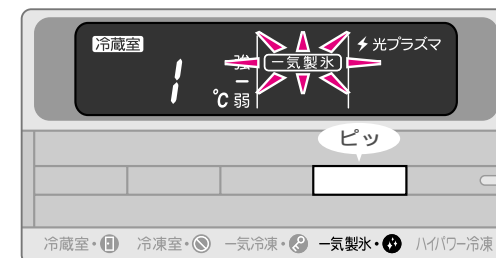 冷蔵室
光プラズマ
強
一気製氷
1
℃ 弱
ピッ
冷蔵室・ 冷凍室・ 一気冷凍・ 一気製氷・ ハイパワー冷凍